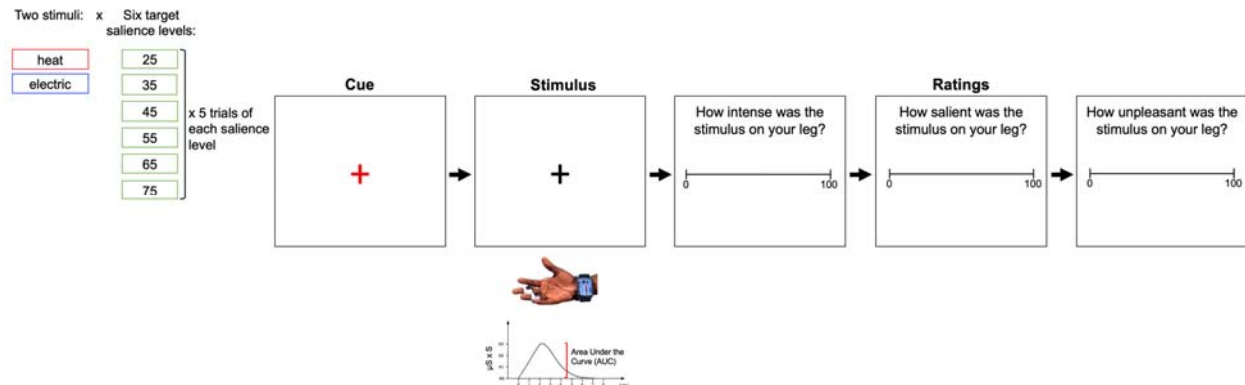 Two stimuli: x Six target
salience levels:
heat
electric
25
35
45
55
65
75
x 5 trials of
each salience
level
Cue
+
Stimulus
+
Ratings
How intense was the
stimulus on your leg?
0 100
How salient was the
stimulus on your leg?
0 100
How unpleasant was the
stimulus on your leg?
0 100
µS x S
Area Under the
Curve (AUC)